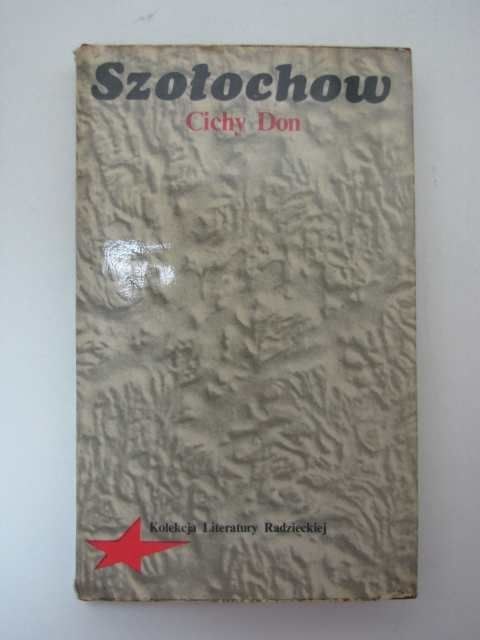 Szołochow
Cichy Don
Kolekcja Literatury Radzieckiej